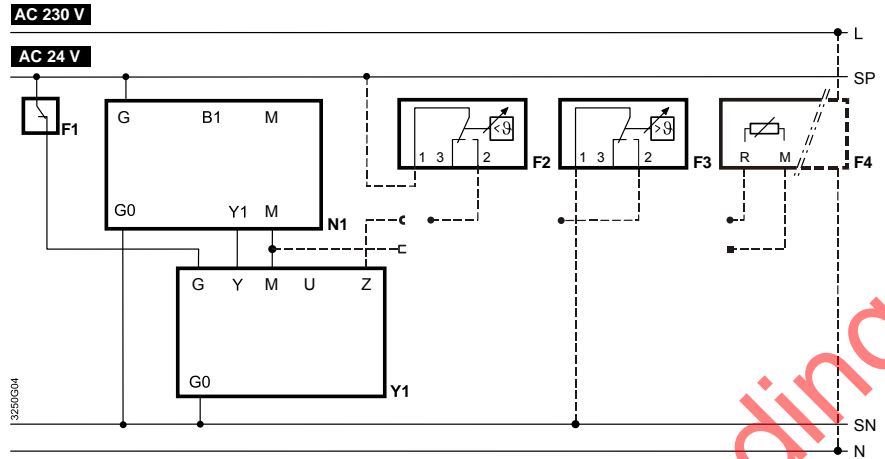 AC 230 V
L
AC 24 V
SP
F1
G B1 M
G0 Y1 M
N1
<ϑ
1 3 2
F2
>ϑ
1 3 2
F3
R M
F4
G Y M U Z
G0
Y1
3250G04
SN
N
ding